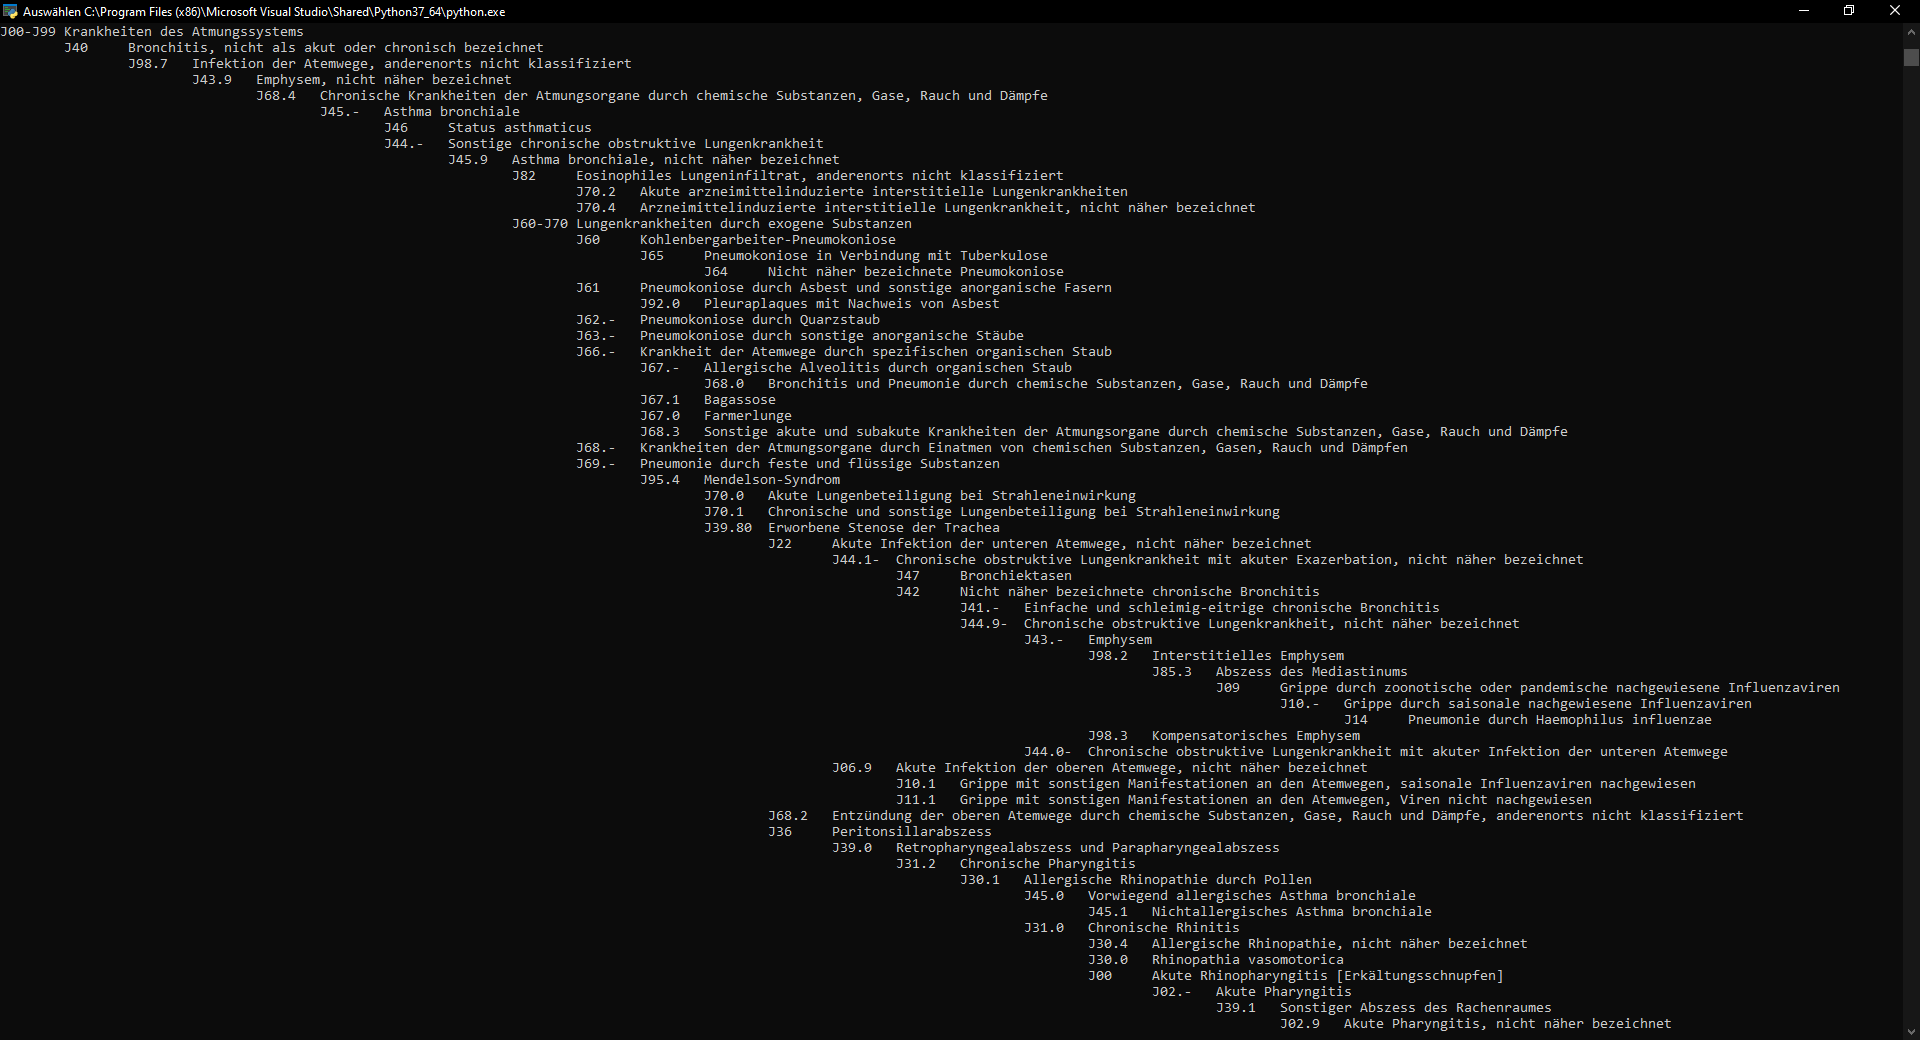 Auswählen C:\Program Files (x86)\Microsoft Visual Studio\Shared\Python37_64\python.exe
J00-J99 Krankheiten des Atmungssystems
J40 Bronchitis, nicht als akut oder chronisch bezeichnet
J98.7 Infektion der Atemwege, anderenorts nicht klassifiziert
J43.9 Emphysem, nicht näher bezeichnet
J68.4 Chronische Krankheiten der Atmungsorgane durch chemische Substanzen, Gase, Rauch und Dämpfe
J45.- Asthma bronchiale
J46 Status asthmaticus
J44.- Sonstige chronische obstruktive Lungenkrankheit
J45.9 Asthma bronchiale, nicht näher bezeichnet
J82 Eosinophiles Lungeninfiltrat, anderenorts nicht klassifiziert
J70.2 Akute arzneimittelinduzierte interstitielle Lungenkrankheiten
J70.4 Arzneimittelinduzierte interstitielle Lungenkrankheit, nicht näher bezeichnet
J60-J70 Lungenkrankheiten durch exogene Substanzen
J60 Kohlenbergarbeiter-Pneumokoniose
J65 Pneumokoniose in Verbindung mit Tuberkulose
J64 Nicht näher bezeichnete Pneumokoniose
J61 Pneumokoniose durch Asbest und sonstige anorganische Fasern
J92.0 Pleuraplaques mit Nachweis von Asbest
J62.- Pneumokoniose durch Quarzstaub
J63.- Pneumokoniose durch sonstige anorganische Stäube
J66.- Krankheit der Atemwege durch spezifischen organischen Staub
J67.- Allergische Alveolitis durch organischen Staub
J68.0 Bronchitis und Pneumonie durch chemische Substanzen, Gase, Rauch und Dämpfe
J67.1 Bagassose
J67.0 Farmerlunge
J68.3 Sonstige akute und subakute Krankheiten der Atmungsorgane durch chemische Substanzen, Gase, Rauch und Dämpfe
J68.- Krankheiten der Atmungsorgane durch Einatmen von chemischen Substanzen, Gasen, Rauch und Dämpfen
J69.- Pneumonie durch feste und flüssige Substanzen
J95.4 Mendelson-Syndrom
J70.0 Akute Lungenbeteiligung bei Strahleneinwirkung
J70.1 Chronische und sonstige Lungenbeteiligung bei Strahleneinwirkung
J39.80 Erworbene Stenose der Trachea
J22 Akute Infektion der unteren Atemwege, nicht näher bezeichnet
J44.1- Chronische obstruktive Lungenkrankheit mit akuter Exazerbation, nicht näher bezeichnet
J47 Bronchiektasen
J42 Nicht näher bezeichnete chronische Bronchitis
J41.- Einfache und schleimig-eitrige chronische Bronchitis
J44.9- Chronische obstruktive Lungenkrankheit, nicht näher bezeichnet
J43.- Emphysem
J98.2 Interstitielles Emphysem
J85.3 Abszess des Mediastinums
J09 Grippe durch zoonotische oder pandemische nachgewiesene Influenzaviren
J10.- Grippe durch saisonale nachgewiesene Influenzaviren
J14 Pneumonie durch Haemophilus influenzae
J98.3 Kompensatorisches Emphysem
J44.0- Chronische obstruktive Lungenkrankheit mit akuter Infektion der unteren Atemwege
J06.9 Akute Infektion der oberen Atemwege, nicht näher bezeichnet
J10.1 Grippe mit sonstigen Manifestationen an den Atemwegen, saisonale Influenzaviren nachgewiesen
J11.1 Grippe mit sonstigen Manifestationen an den Atemwegen, Viren nicht nachgewiesen
J68.2 Entzündung der oberen Atemwege durch chemische Substanzen, Gase, Rauch und Dämpfe, anderenorts nicht klassifiziert
J36 Peritonsillarabszess
J39.0 Retropharyngealabszess und Parapharyngealabszess
J31.2 Chronische Pharyngitis
J30.1 Allergische Rhinopathie durch Pollen
J45.0 Vorwiegend allergisches Asthma bronchiale
J45.1 Nichtallergisches Asthma bronchiale
J31.0 Chronische Rhinitis
J30.4 Allergische Rhinopathie, nicht näher bezeichnet
J30.0 Rhinopathia vasomotorica
J00 Akute Rhinopharyngitis [Erkältungsschnupfen]
J02.- Akute Pharyngitis
J39.1 Sonstiger Abszess des Rachenraumes
J02.9 Akute Pharyngitis, nicht näher bezeichnet